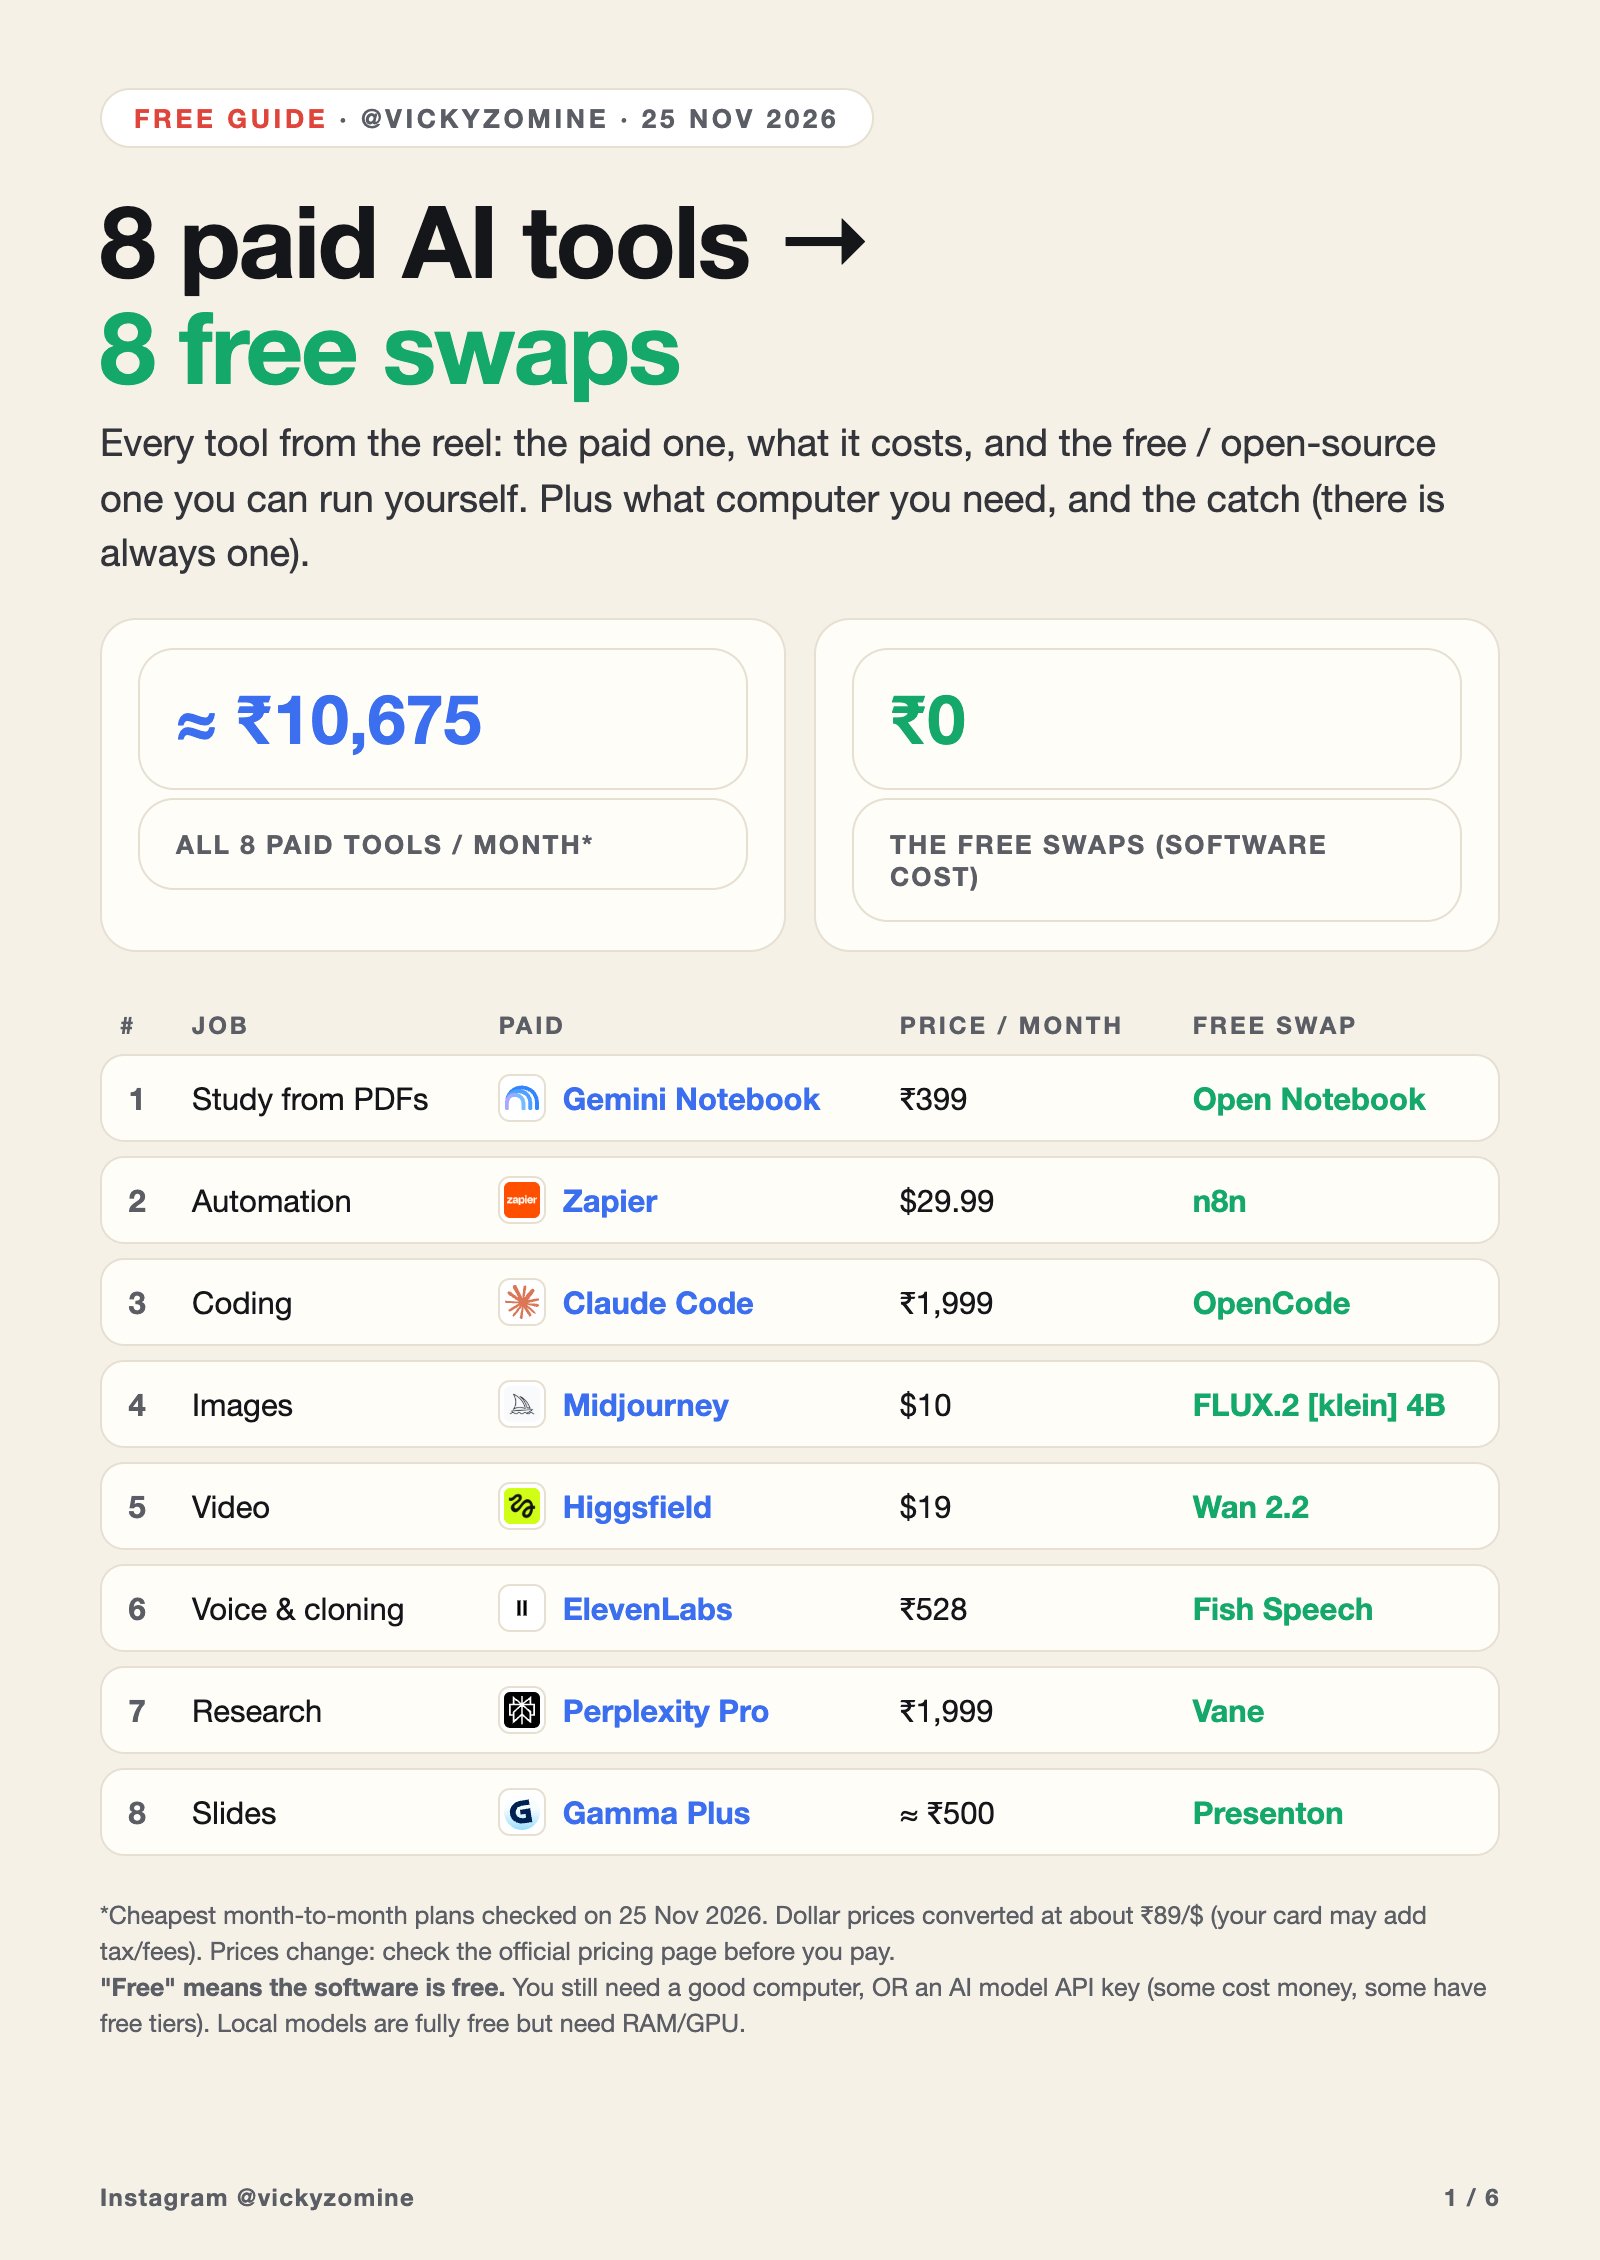 FREE GUIDE · @VICKYZOMINE · 25 NOV 2026
8 paid AI tools →
8 free swaps
Every tool from the reel: the paid one, what it costs, and the free / open-source
one you can run yourself. Plus what computer you need, and the catch (there is
always one).
≈ ₹10,675
ALL 8 PAID TOOLS / MONTH*
₹0
THE FREE SWAPS (SOFTWARE
COST)
# JOB PAID PRICE / MONTH FREE SWAP
1 Study from PDFs Gemini Notebook ₹399 Open Notebook
2 Automation zapier Zapier $29.99 n8n
3 Coding Claude Code ₹1,999 OpenCode
4 Images Midjourney $10 FLUX.2 [klein] 4B
5 Video Higgsfield $19 Wan 2.2
6 Voice & cloning ElevenLabs ₹528 Fish Speech
7 Research Perplexity Pro ₹1,999 Vane
8 Slides G Gamma Plus ≈ ₹500 Presenton
*Cheapest month-to-month plans checked on 25 Nov 2026. Dollar prices converted at about ₹89/$ (your card may add
tax/fees). Prices change: check the official pricing page before you pay.
"Free" means the software is free. You still need a good computer, OR an AI model API key (some cost money, some have
free tiers). Local models are fully free but need RAM/GPU.
Instagram @vickyzomine
1 / 6